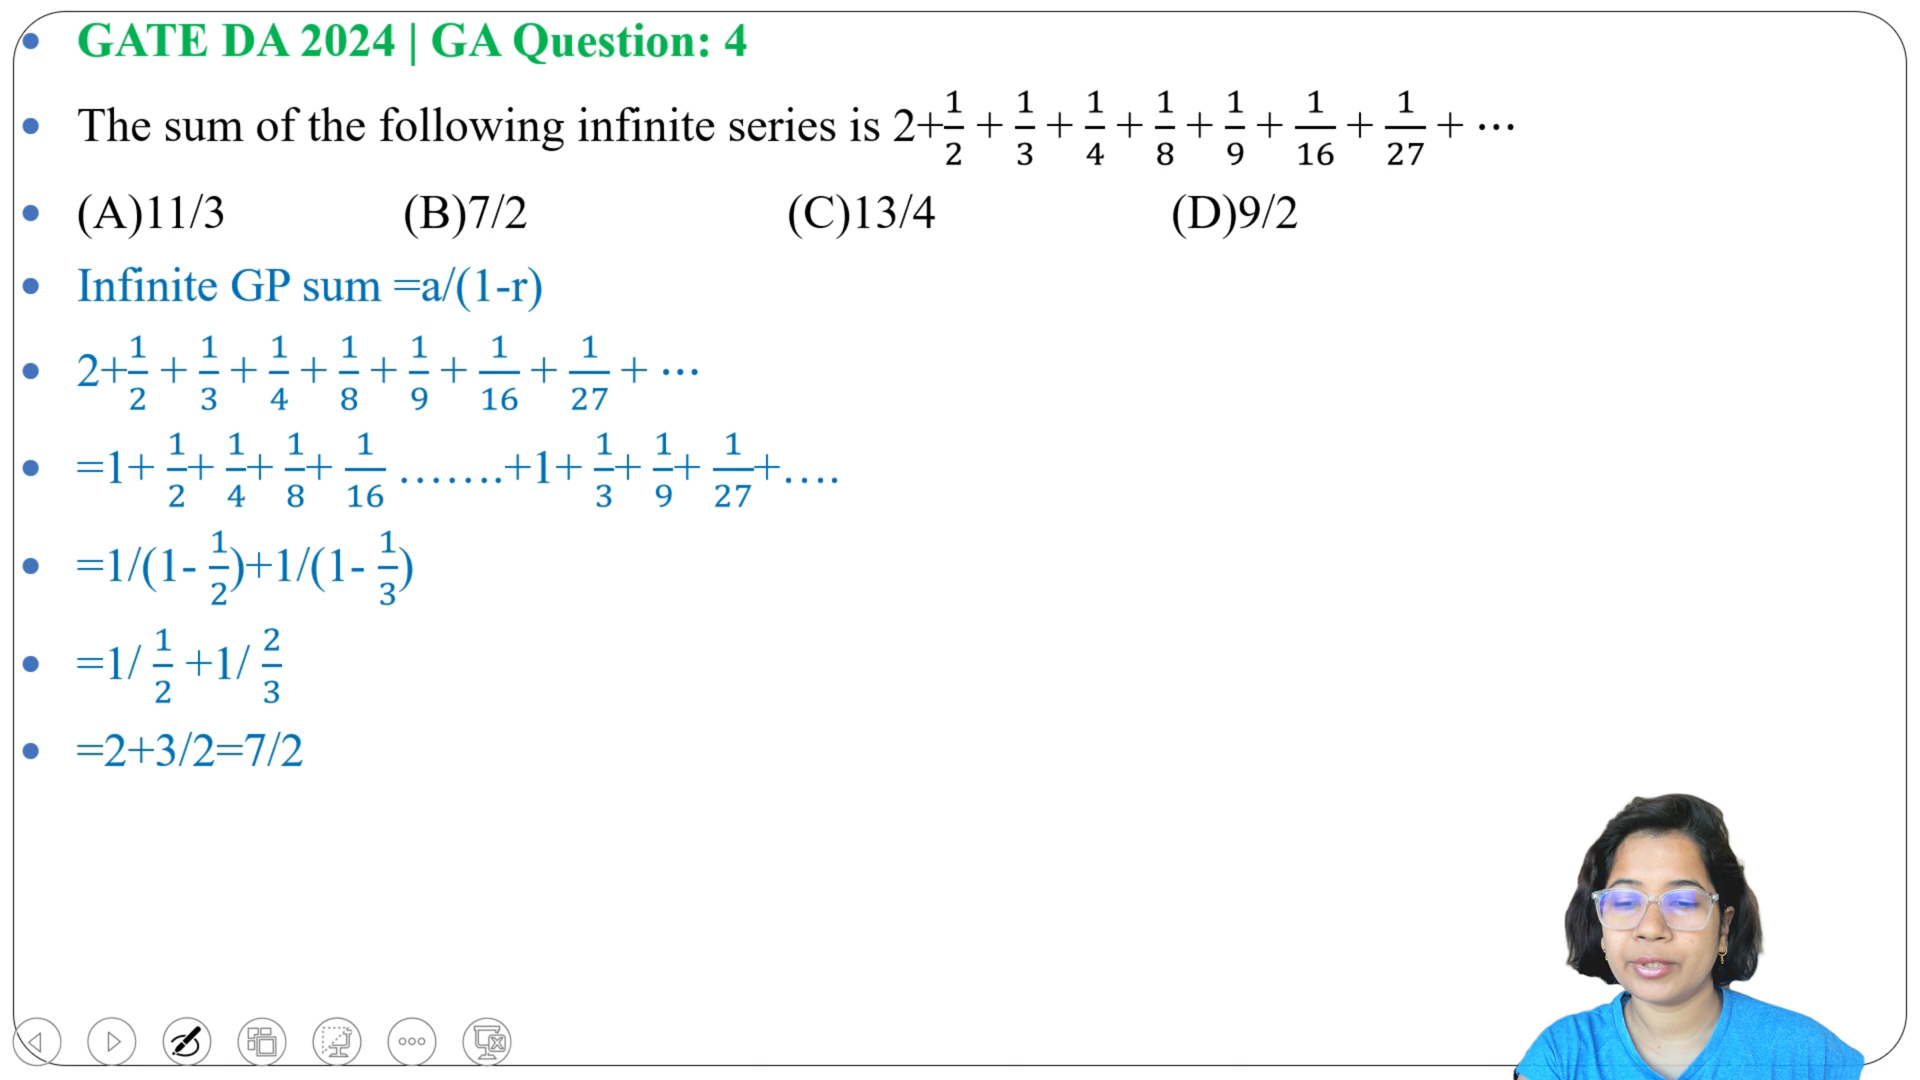 GATE DA 2024 | GA Question: 4
The sum of the following infinite series is 2+1/2 + 1/3 + 1/4 + 1/8 + 1/9 + 1/16 + 1/27 + ⋯
(A)11/3 (B)7/2 (C)13/4 (D)9/2
Infinite GP sum =a/(1-r)
2+1/2 + 1/3 + 1/4 + 1/8 + 1/9 + 1/16 + 1/27 + ⋯
=1+ 1/2+ 1/4+ 1/8+ 1/16 …….+1+ 1/3+ 1/9+ 1/27+….
=1/(1- 1/2)+1/(1- 1/3)
=1/ 1/2 +1/ 2/3
=2+3/2=7/2